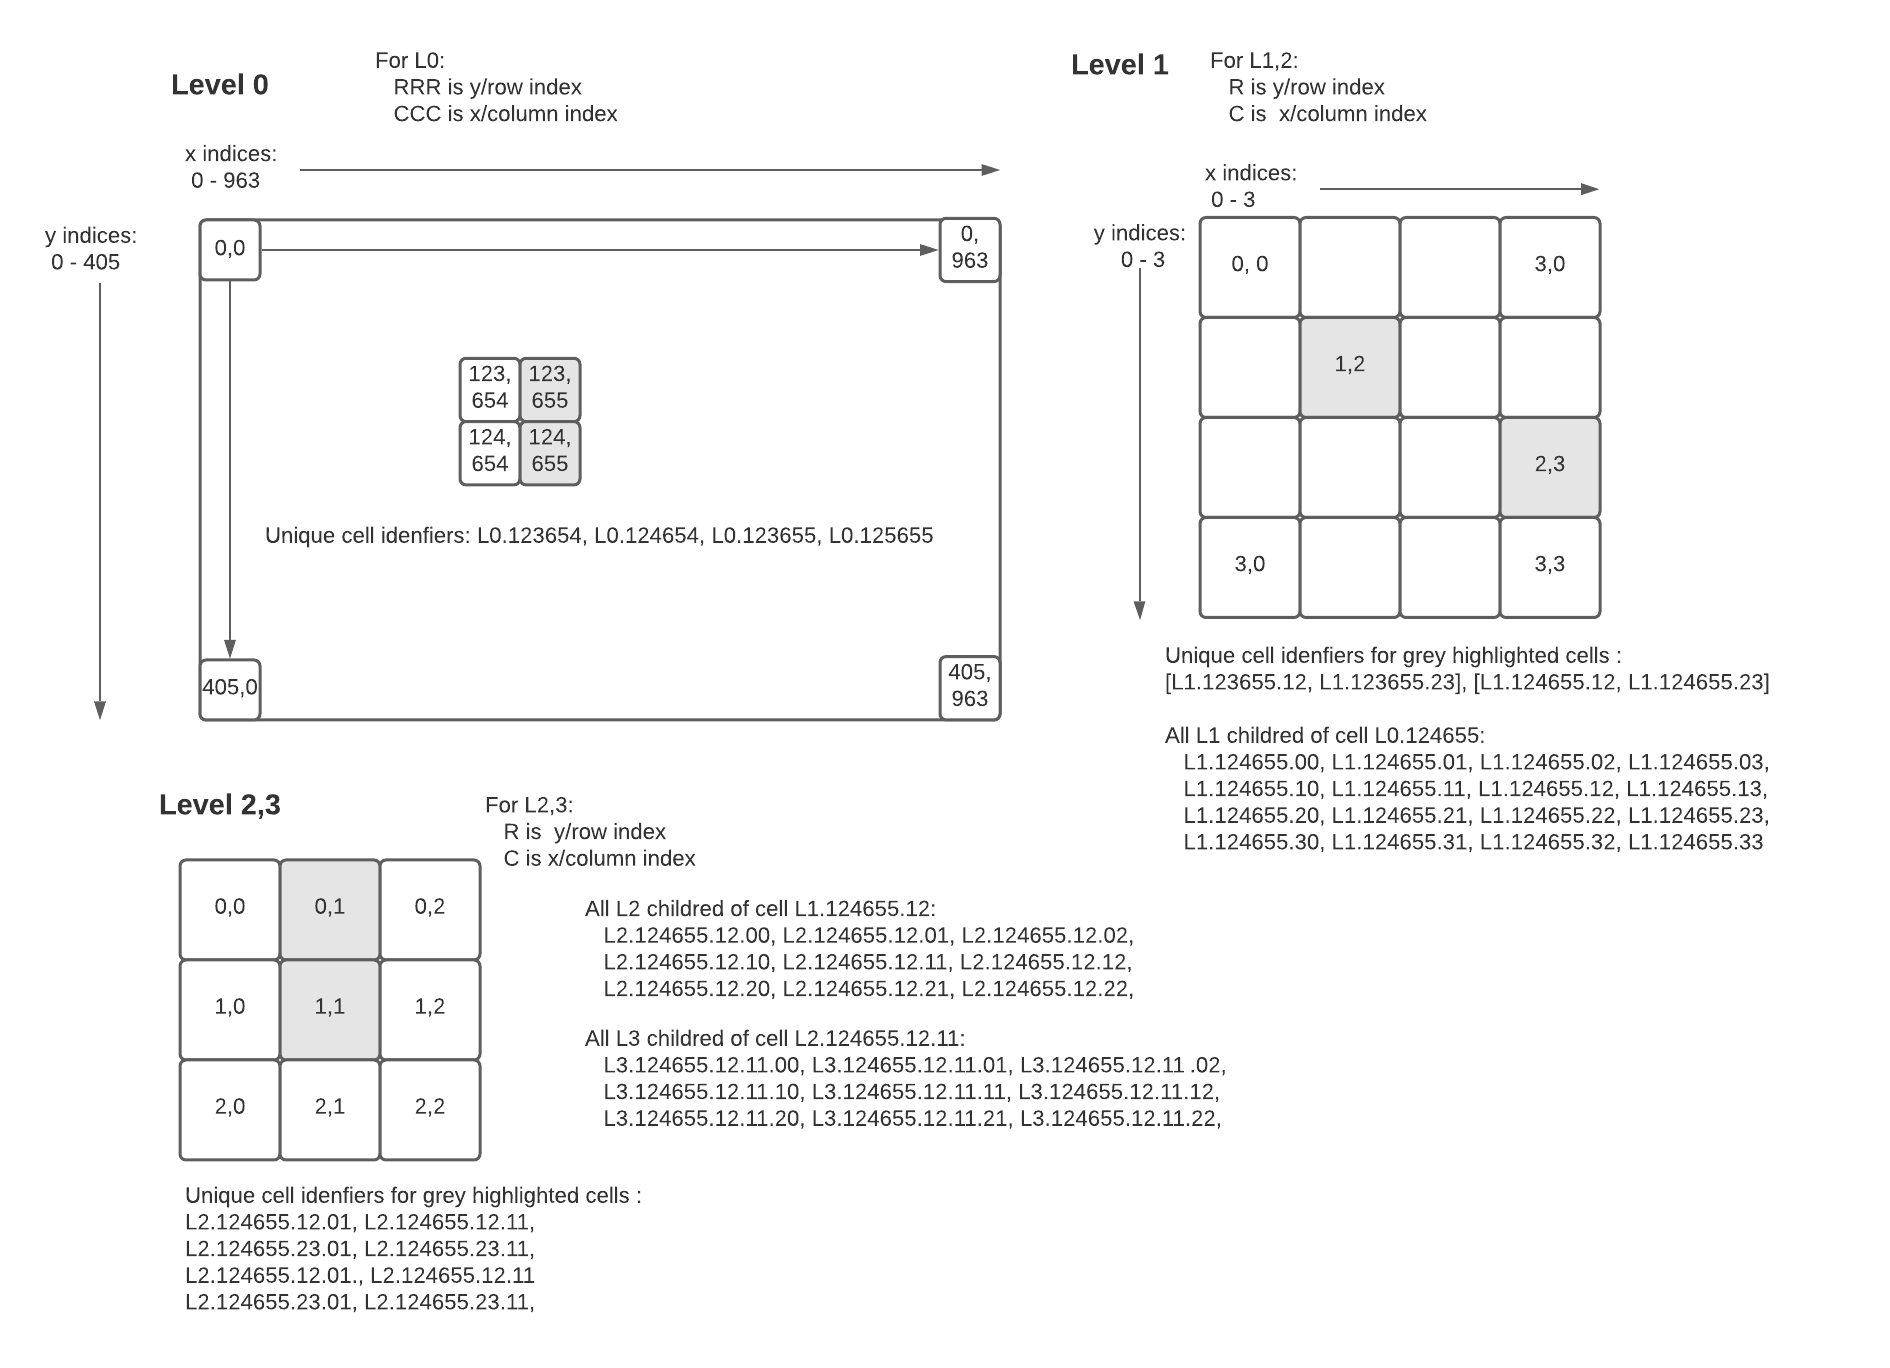 Level 0
For L0:
RRR is y/row index
CCC is x/column index
x indices:
0 - 963
y indices:
0 - 405
0,0
0,
963
123,
654
123,
655
124,
654
124,
655
Unique cell idenfiers: L0.123654, L0.124654, L0.123655, L0.125655
405,0
405,
963
Level 1
For L1,2:
R is y/row index
C is  x/column index
x indices:
0 - 3
y indices:
0 - 3
0, 0
3,0
1,2
2,3
3,0
3,3
Unique cell idenfiers for grey highlighted cells :
[L1.123655.12, L1.123655.23], [L1.124655.12, L1.124655.23]
All L1 childred of cell L0.124655:
L1.124655.00, L1.124655.01, L1.124655.02, L1.124655.03,
L1.124655.10, L1.124655.11, L1.124655.12, L1.124655.13,
L1.124655.20, L1.124655.21, L1.124655.22, L1.124655.23,
L1.124655.30, L1.124655.31, L1.124655.32, L1.124655.33
Level 2,3
For L2,3:
R is  y/row index
C is x/column index
0,0
0,1
0,2
1,0
1,1
1,2
2,0
2,1
2,2
All L2 childred of cell L1.124655.12:
L2.124655.12.00, L2.124655.12.01, L2.124655.12.02,
L2.124655.12.10, L2.124655.12.11, L2.124655.12.12,
L2.124655.12.20, L2.124655.12.21, L2.124655.12.22,
All L3 childred of cell L2.124655.12.11:
L3.124655.12.11.00, L3.124655.12.11.01, L3.124655.12.11 .02,
L3.124655.12.11.10, L3.124655.12.11.11, L3.124655.12.11.12,
L3.124655.12.11.20, L3.124655.12.11.21, L3.124655.12.11.22,
Unique cell idenfiers for grey highlighted cells :
L2.124655.12.01, L2.124655.12.11,
L2.124655.23.01, L2.124655.23.11,
L2.124655.12.01., L2.124655.12.11
L2.124655.23.01, L2.124655.23.11,